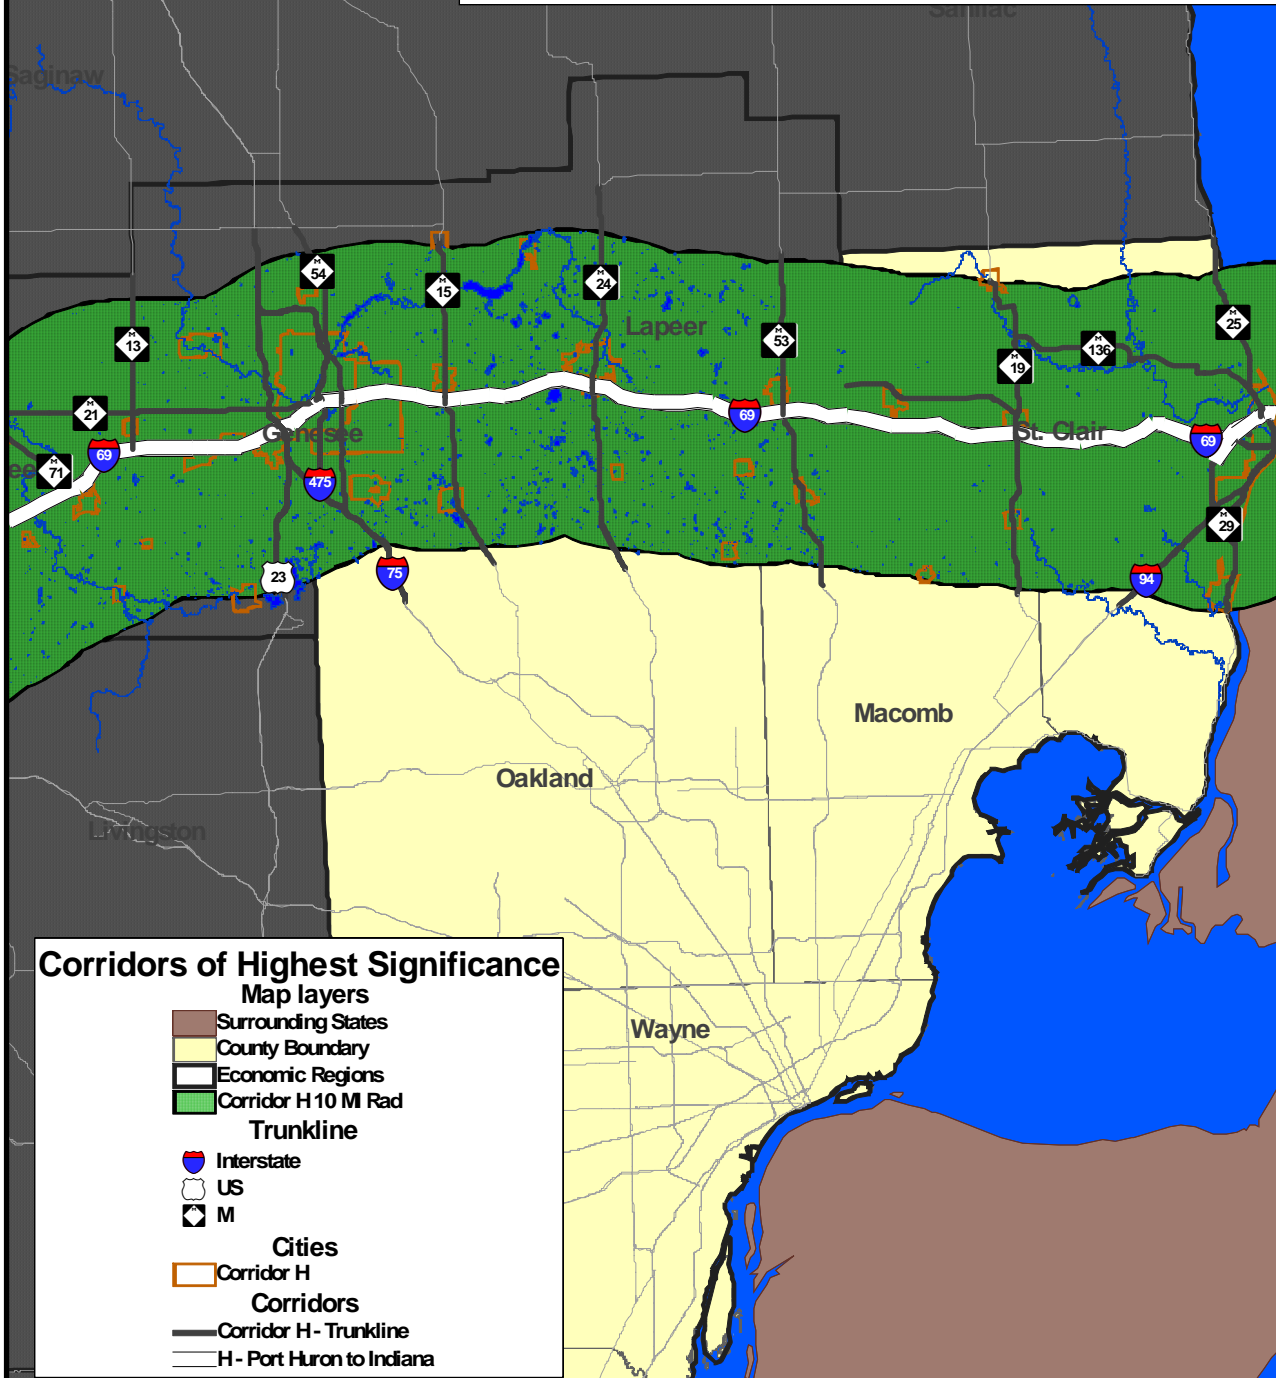 Sanilac
Saginaw
M
54
M
15
M
24
M
25
Lapeer
M
13
M
53
M
136
M
19
M
21
69
Genesee
69
St. Clair
69
ee
M
71
475
M
29
23
75
94
Macomb
Oakland
Livingston
Wayne
Corridors of Highest Significance
Map layers
Surrounding States
County Boundary
Economic Regions
Corridor H 10 MI Rad
Trunkline
Interstate
US
M
M
Cities
Corridor H
Corridors
Corridor H - Trunkline
H - Port Huron to Indiana